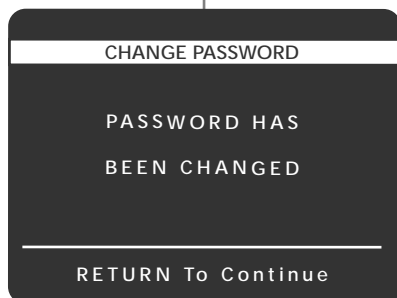 CHANGE PASSWORD
PASSWORD HAS
BEEN CHANGED
RETURN To Continue